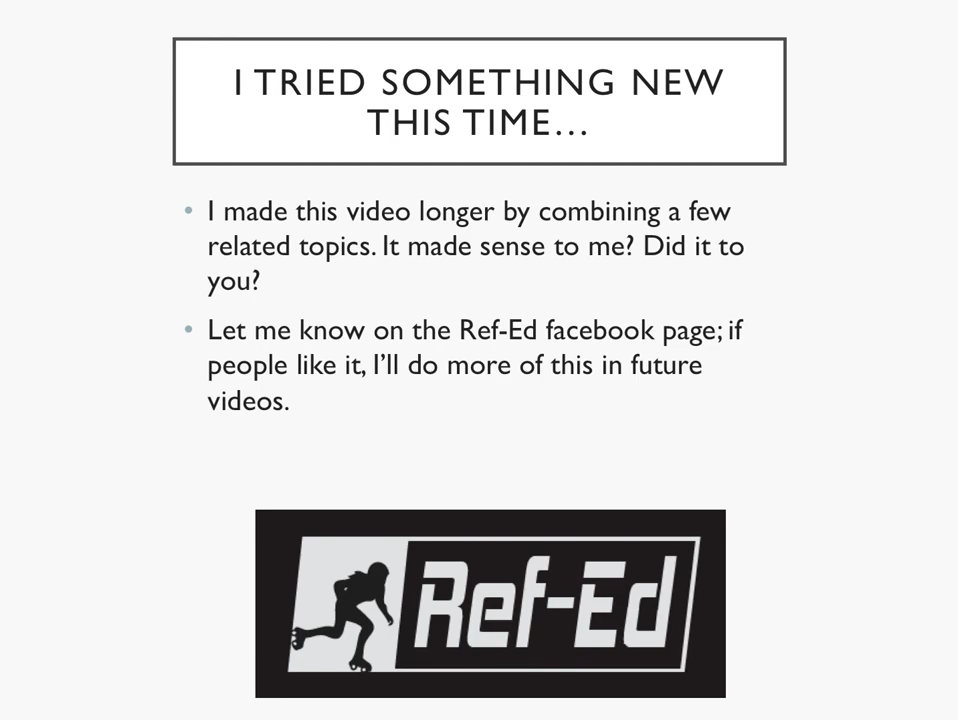 I TRIED SOMETHING NEW
THIS TIME…
• I made this video longer by combining a few
related topics. It made sense to me? Did it to
you?
• Let me know on the Ref-Ed facebook page; if
people like it, I’ll do more of this in future
videos.
Ref-Ed